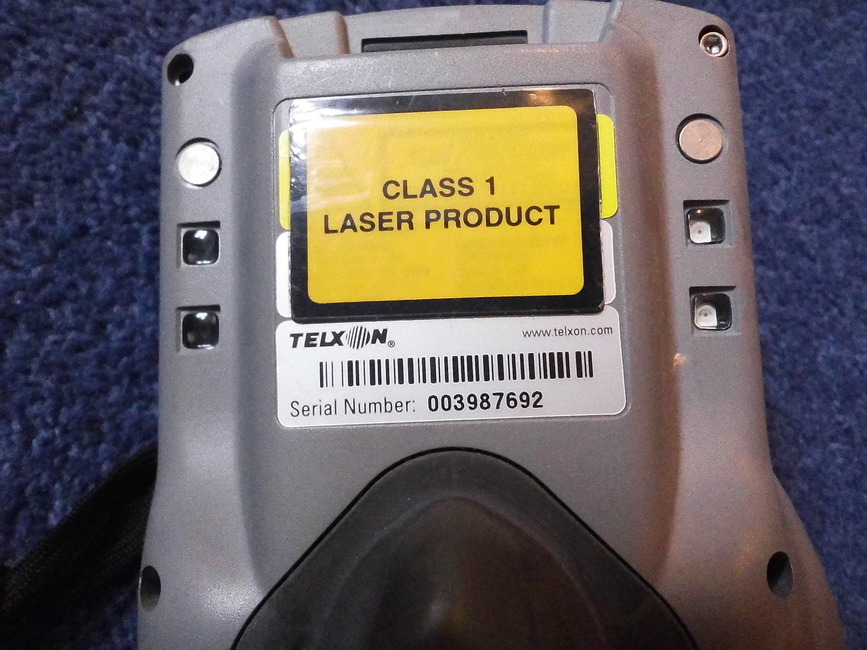 CLASS 1
LASER PRODUCT
TELXON®
www.telxon.com
Serial Number: 003987692